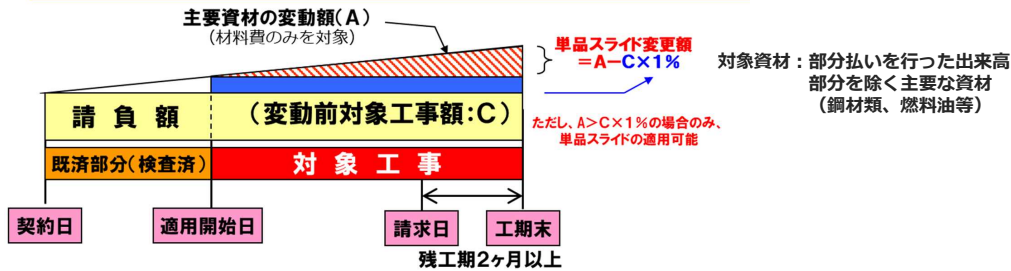 主要資材の変動額(A)
(材料費のみを対象)
単品スライド変更額
=A-C×1%
対象資材:部分払いを行った出来高
部分を除く主要な資材
(鋼材類、燃料油等)
請負額
(変動前対象工事額:C)
ただし、A>C×1%の場合のみ、
単品スライドの適用可能
既済部分(検査済)
対象工事
契約日
適用開始日
請求日
工期末
残工期2ヶ月以上